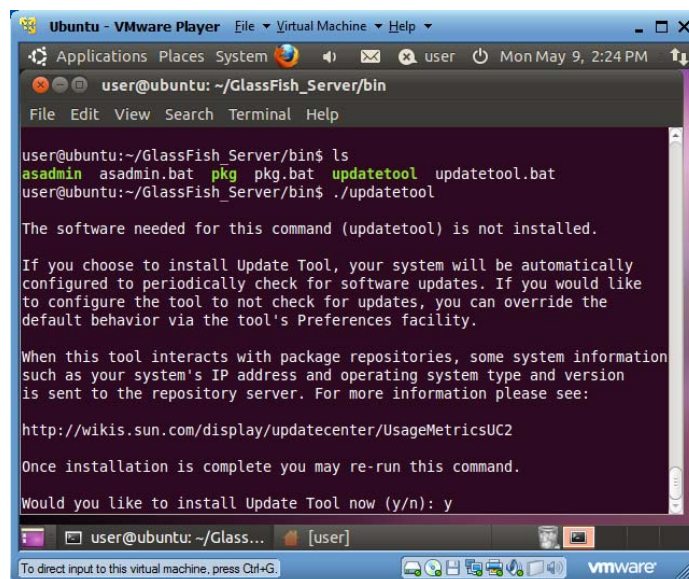 Ubuntu - VMware Player File Virtual Machine Help
Applications Places System user Mon May 9, 2:24 PM
user@ubuntu: ~/GlassFish_Server/bin
File Edit View Search Terminal Help
user@ubuntu:~/GlassFish_Server/bin$ ls
asadmin asadmin.bat pkg pkg.bat updatetool updatetool.bat
user@ubuntu:~/GlassFish_Server/bin$ ./updatetool
The software needed for this command (updatetool) is not installed.
If you choose to install Update Tool, your system will be automatically
configured to periodically check for software updates. If you would like
to configure the tool to not check for updates, you can override the
default behavior via the tool's Preferences facility.
When this tool interacts with package repositories, some system information
such as your system's IP address and operating system type and version
is sent to the repository server. For more information please see:
http://wikis.sun.com/display/updatecenter/UsageMetricsUC2
Once installation is complete you may re-run this command.
Would you like to install Update Tool now (y/n): y
user@ubuntu: ~/Glass... [user]
To direct input to this virtual machine, press Ctrl+G. vmware